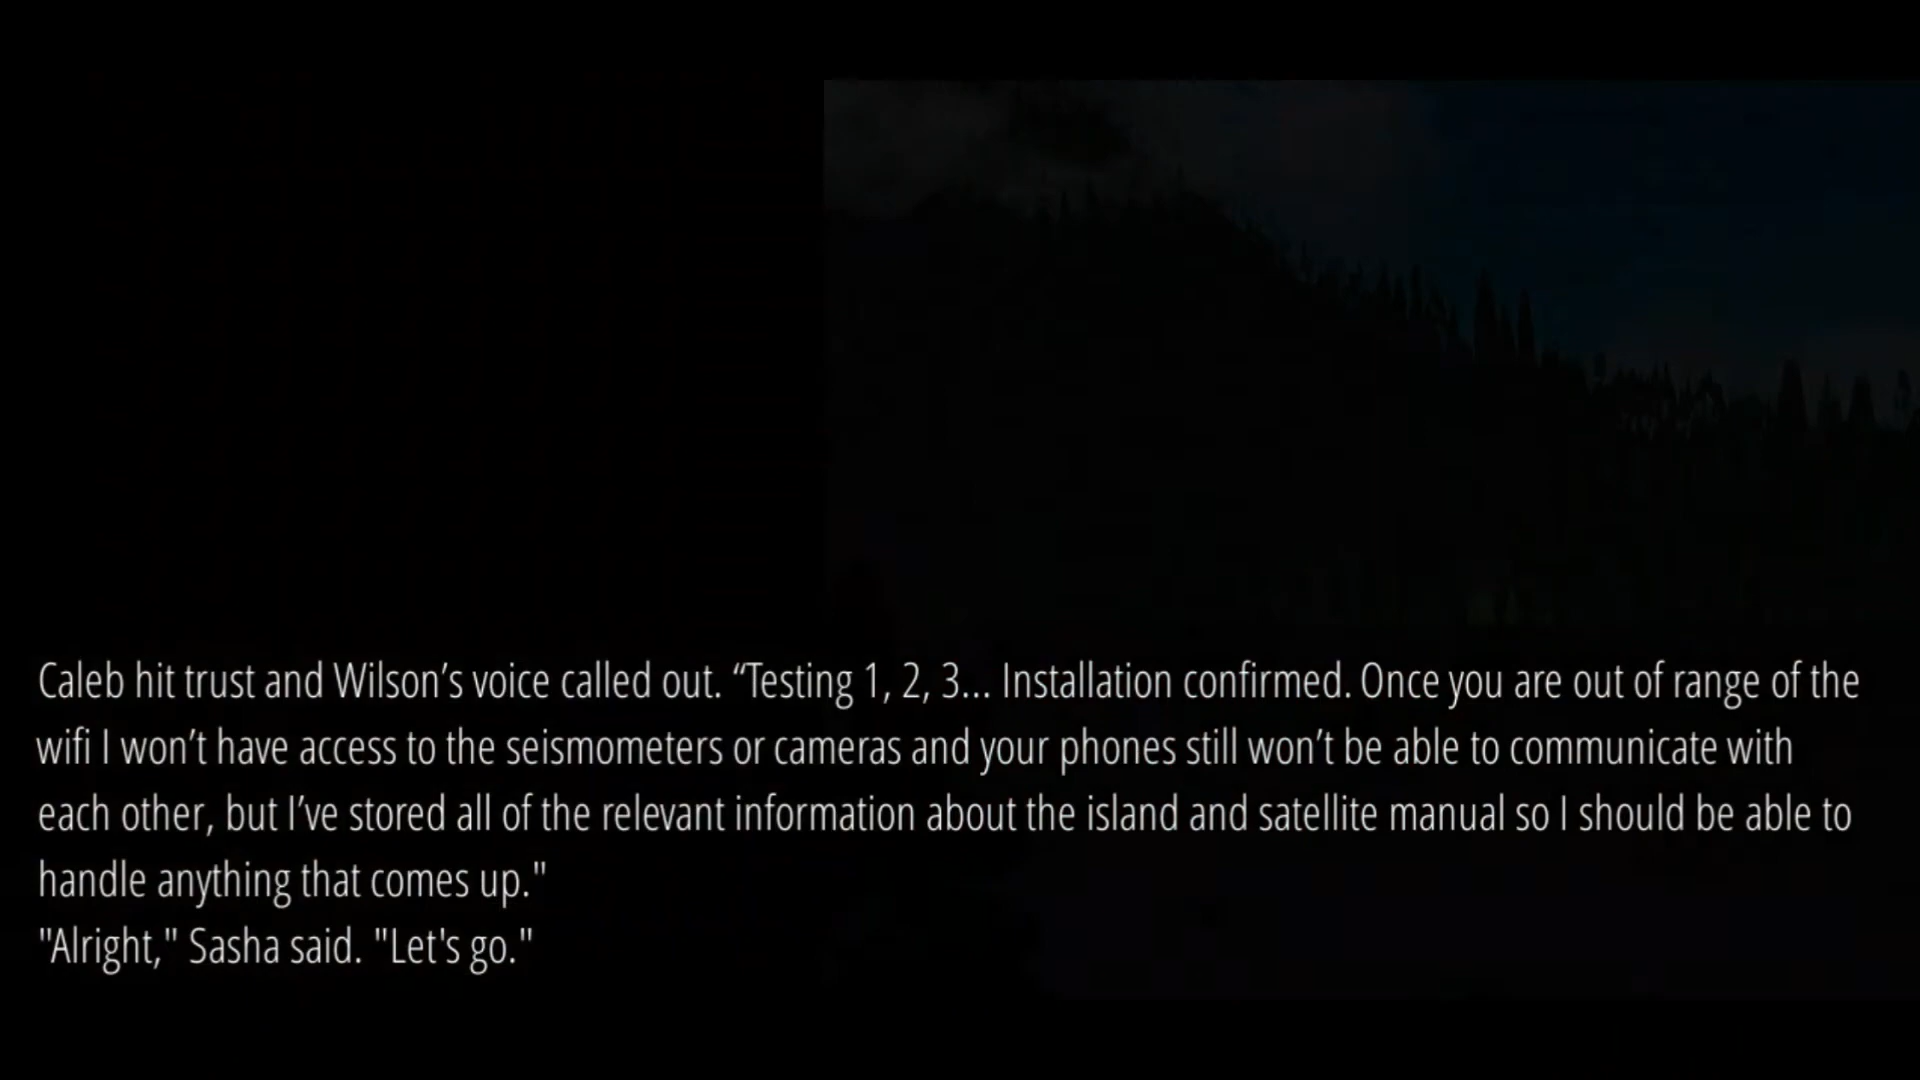 Caleb hit trust and Wilson’s voice called out. “Testing 1, 2, 3... Installation confirmed. Once you are out of range of the
wifi I won’t have access to the seismometers or cameras and your phones still won’t be able to communicate with
each other, but I’ve stored all of the relevant information about the island and satellite manual so I should be able to
handle anything that comes up."
"Alright," Sasha said. "Let's go."